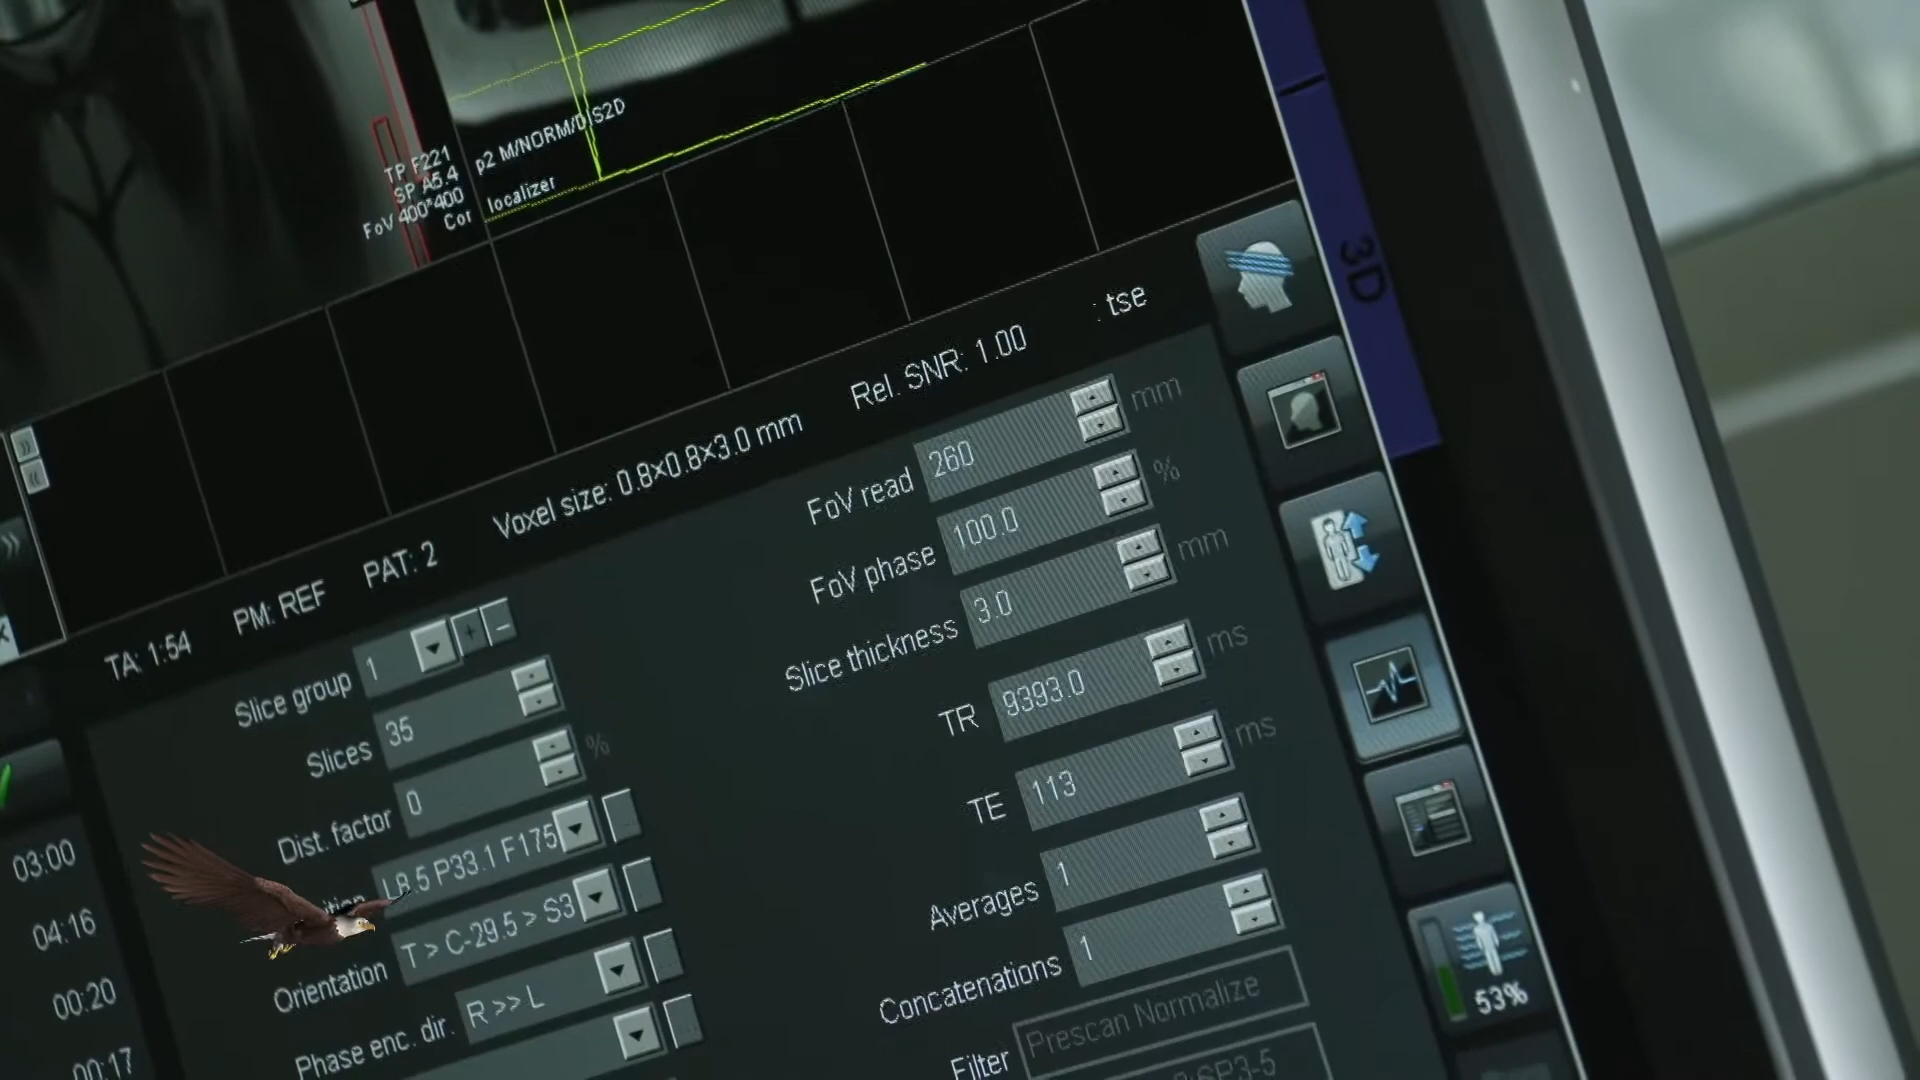 TP F221
SP A5.4
FoV 400*400
Cor
p2 M/NORM/DIS2D
localizer
3D
TA: 1:54
PM: REF
PAT: 2
Voxel size: 0.8×0.8×3.0 mm
Rel. SNR: 1.00
: tse
Slice group 1 + -
Slices 35
Dist. factor 0 %
L8.5 P33.1 F175
Orientation T > C-29.5 > S3
Phase enc. dir. R >> L
FoV read 260 mm
FoV phase 100.0 %
Slice thickness 3.0 mm
TR 9393.0 ms
TE 113 ms
Averages 1
Concatenations 1
Filter Prescan Normalize
03:00
04:16
00:20
00:17
53%